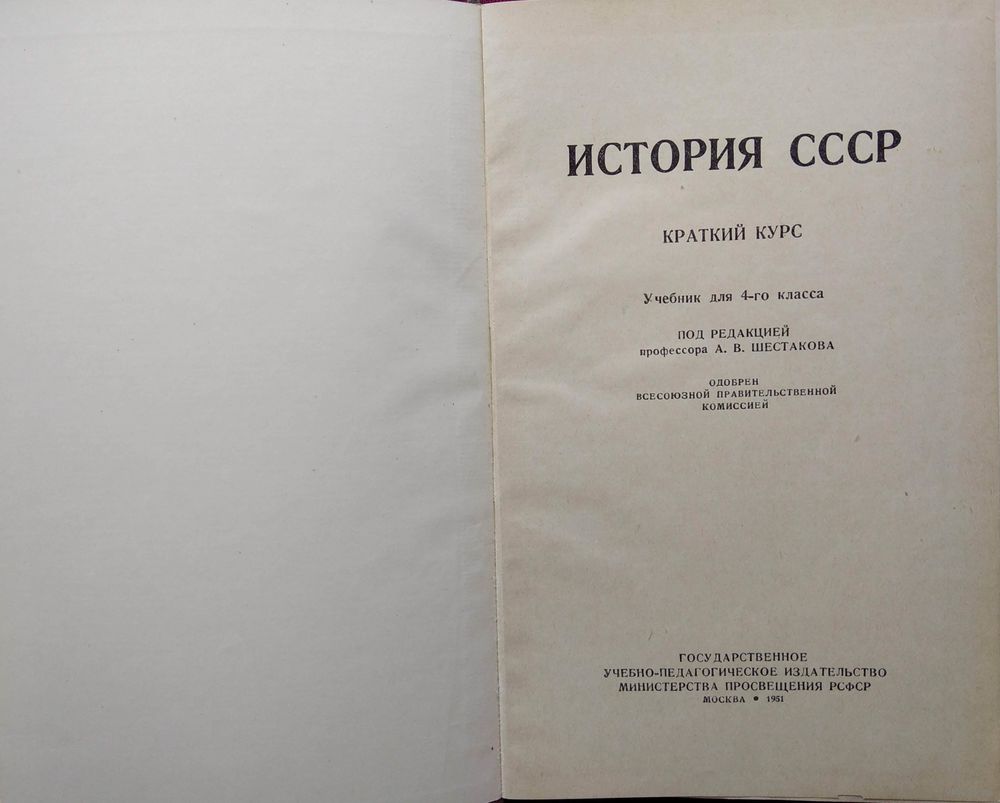 ИСТОРИЯ СССР
КРАТКИЙ КУРС
Учебник для 4-го класса
ПОД РЕДАКЦИЕЙ
профессора А. В. ШЕСТАКОВА
ОДОБРЕН
ВСЕСОЮЗНОЙ ПРАВИТЕЛЬСТВЕННОЙ
КОМИССИЕЙ
ГОСУДАРСТВЕННОЕ
УЧЕБНО-ПЕДАГОГИЧЕСКОЕ ИЗДАТЕЛЬСТВО
МИНИСТЕРСТВА ПРОСВЕЩЕНИЯ РСФСР
МОСКВА • 1951